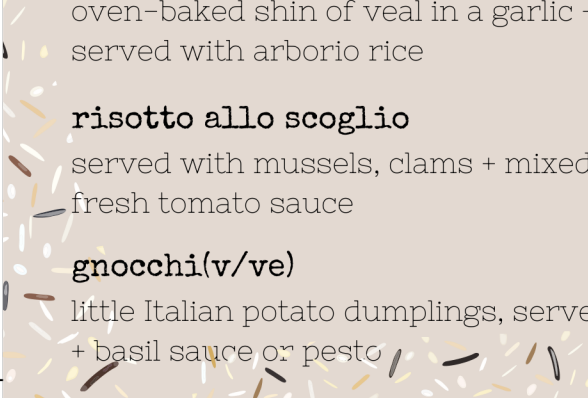 oven-baked shin of veal in a garlic
served with arborio rice
risotto allo scoglio
served with mussels, clams + mixed
fresh tomato sauce
gnocchi(v/ve)
little Italian potato dumplings, serve
+ basil sauce or pesto